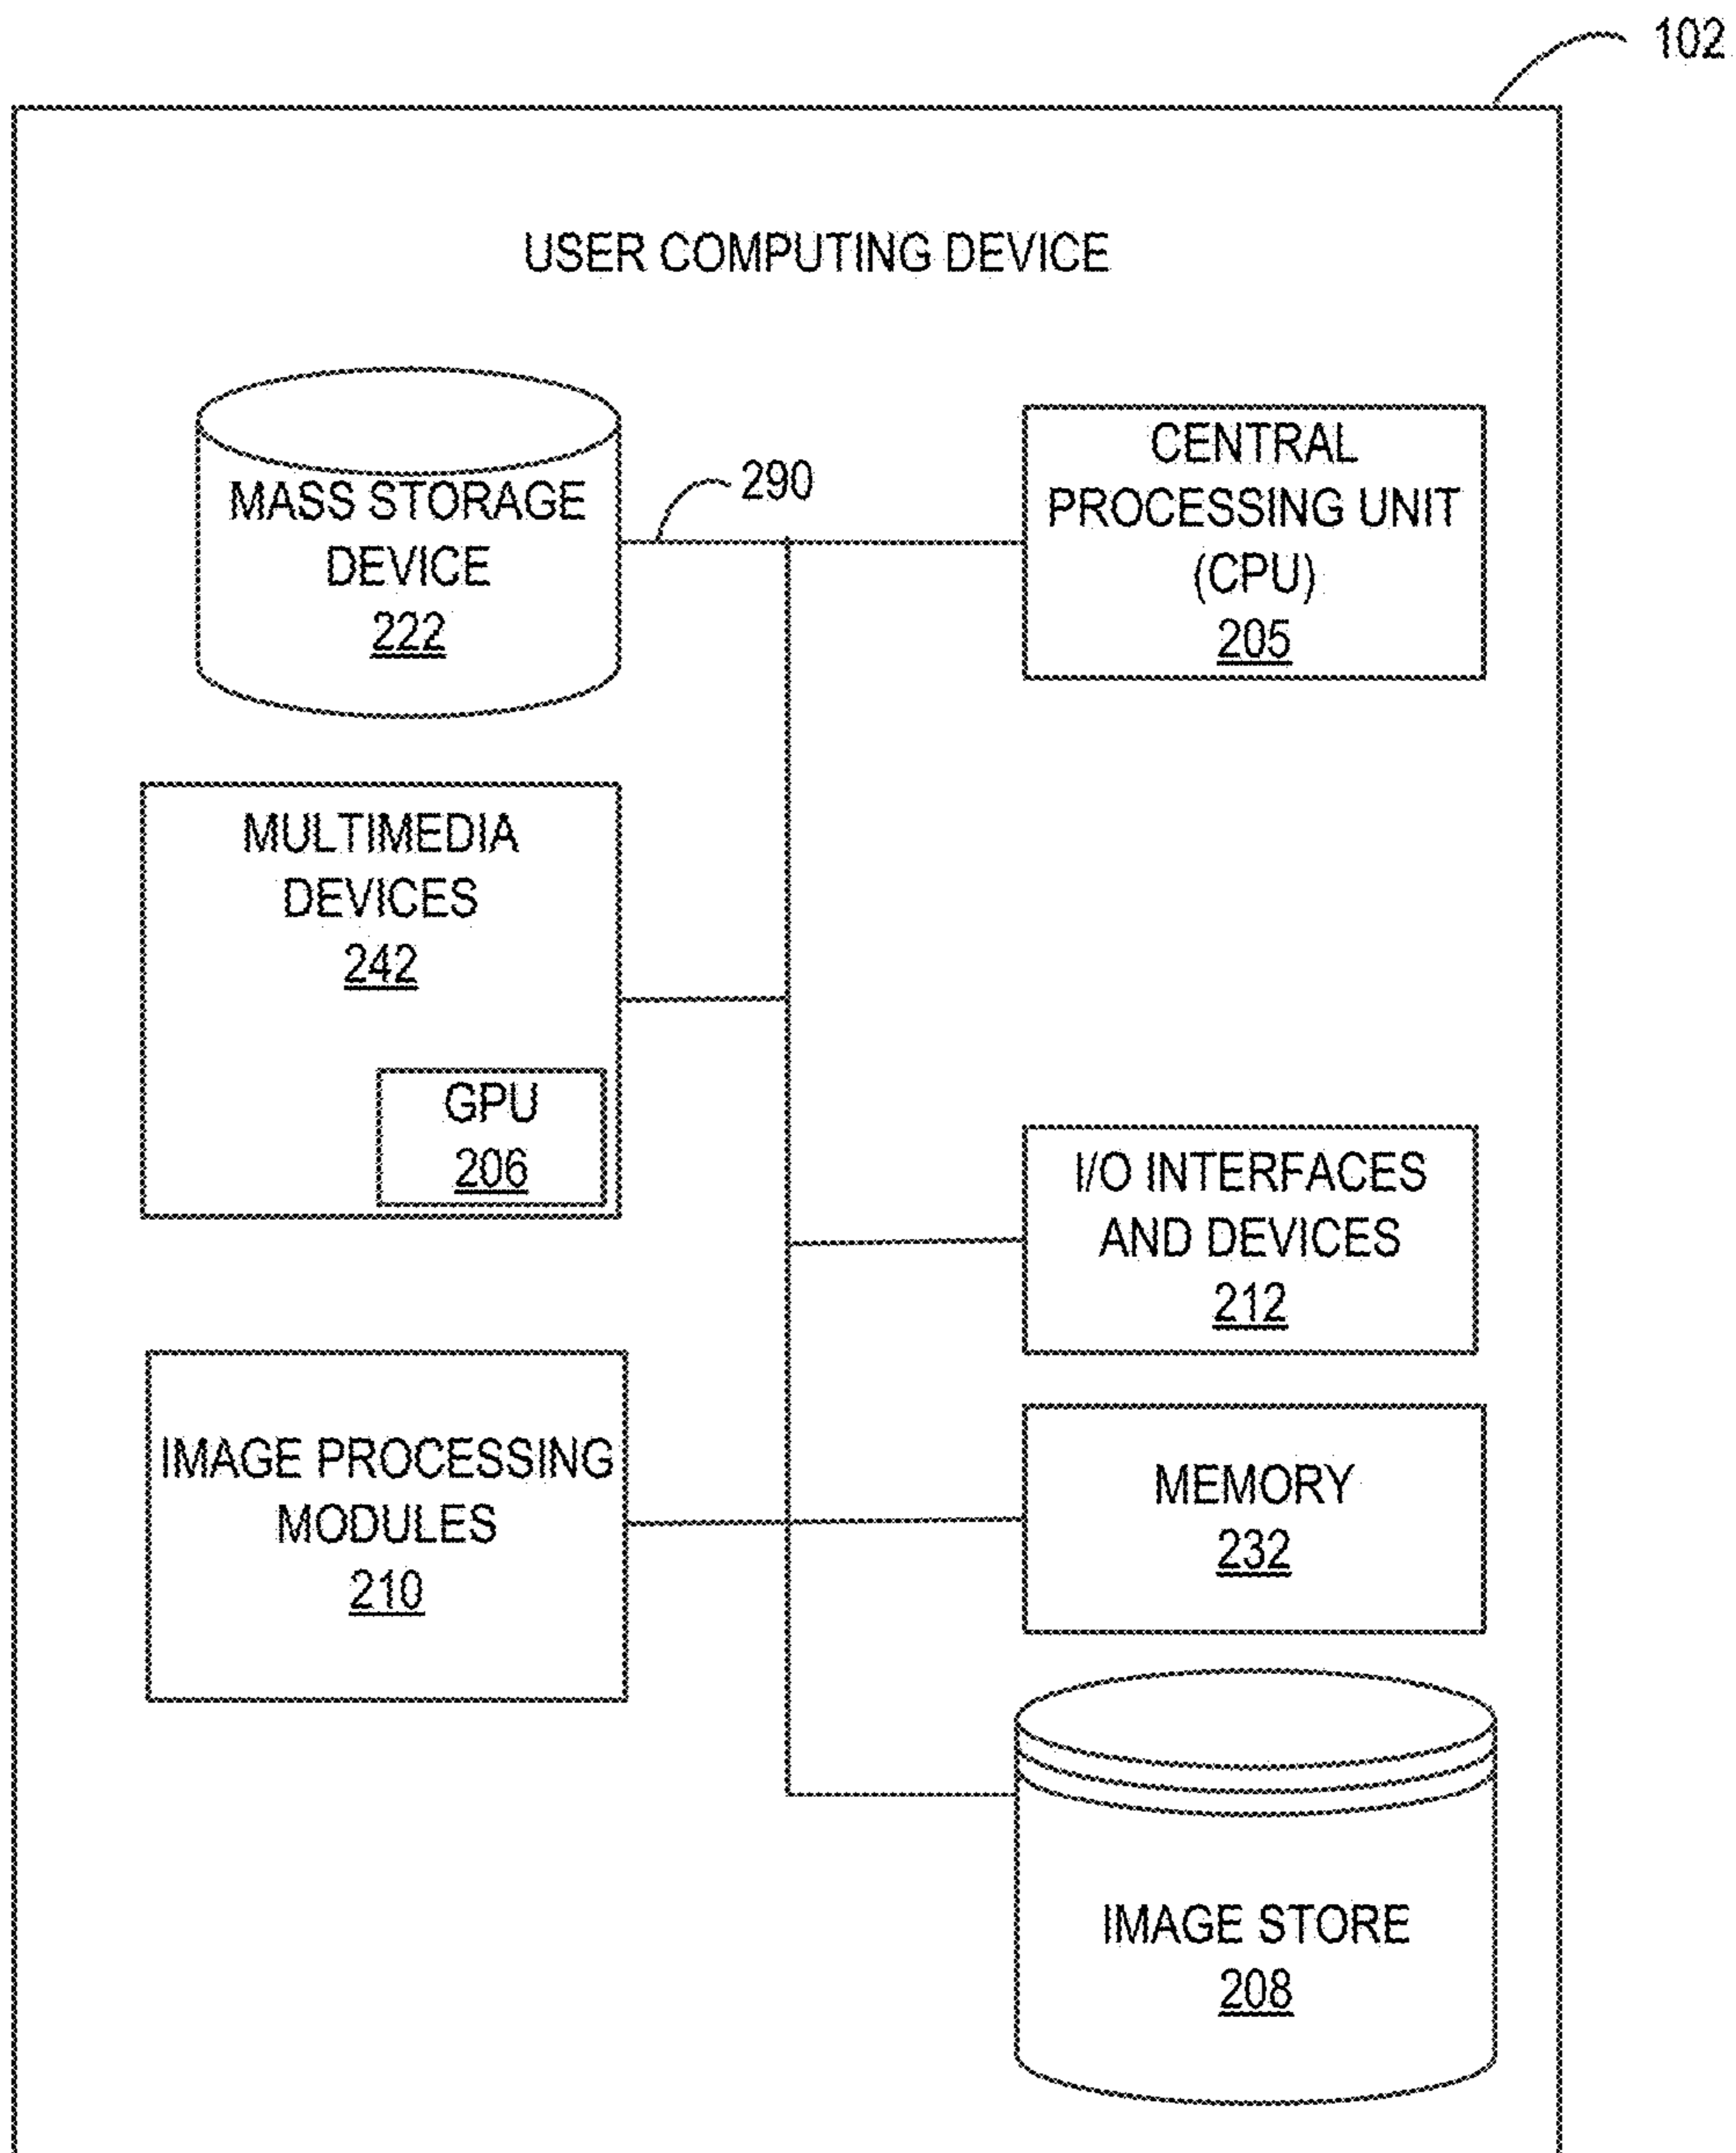 102
USER COMPUTING DEVICE
MASS STORAGE
DEVICE
222
290
CENTRAL
PROCESSING UNIT
(CPU)
205
MULTIMEDIA
DEVICES
242
GPU
206
I/O INTERFACES
AND DEVICES
212
IMAGE PROCESSING
MODULES
210
MEMORY
232
IMAGE STORE
208